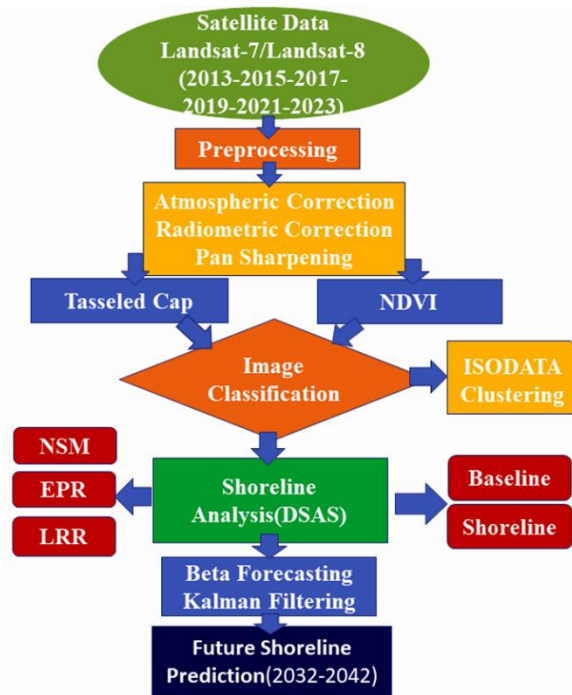 Satellite Data
Landsat-7/Landsat-8
(2013-2015-2017-
2019-2021-2023)
Preprocessing
Atmospheric Correction
Radiometric Correction
Pan Sharpening
Tasseled Cap
NDVI
Image
Classification
ISODATA
Clustering
NSM
EPR
LRR
Shoreline
Analysis(DSAS)
Baseline
Shoreline
Beta Forecasting
Kalman Filtering
Future Shoreline
Prediction(2032-2042)